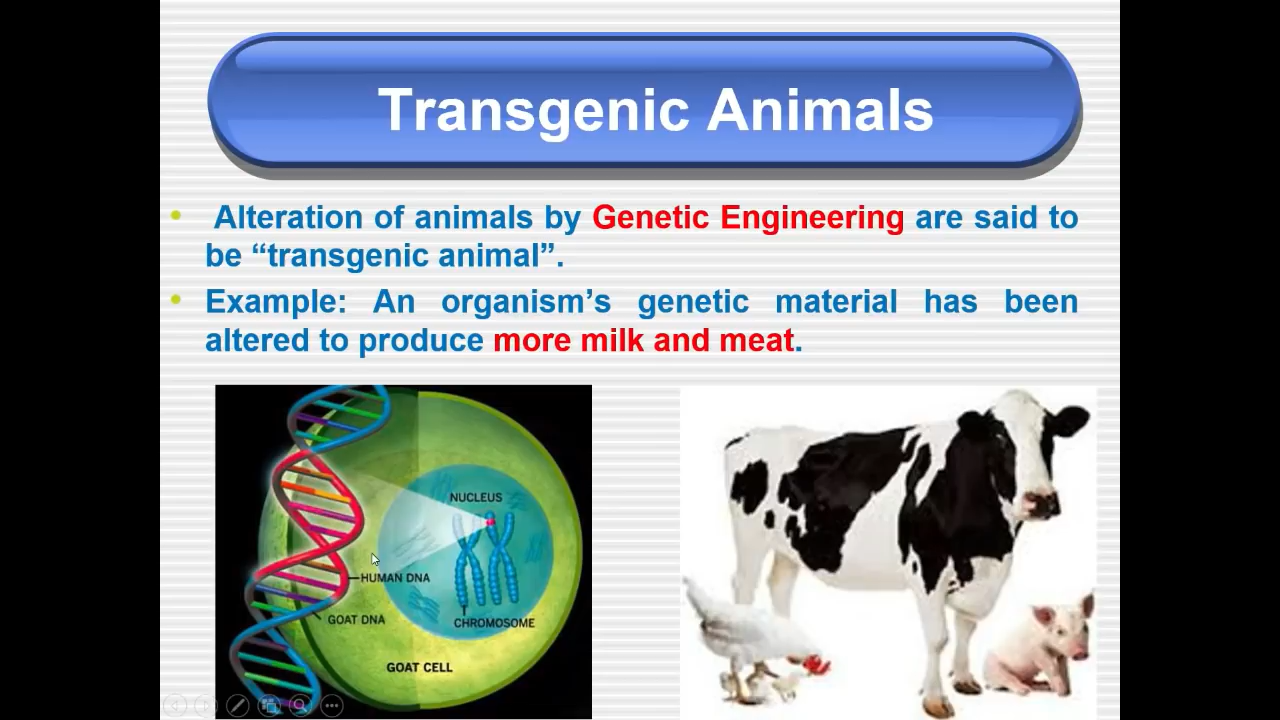 Transgenic Animals
• Alteration of animals by Genetic Engineering are said to
be “transgenic animal”.
• Example: An organism’s genetic material has been
altered to produce more milk and meat.
NUCLEUS
HUMAN DNA
GOAT DNA
CHROMOSOME
GOAT CELL